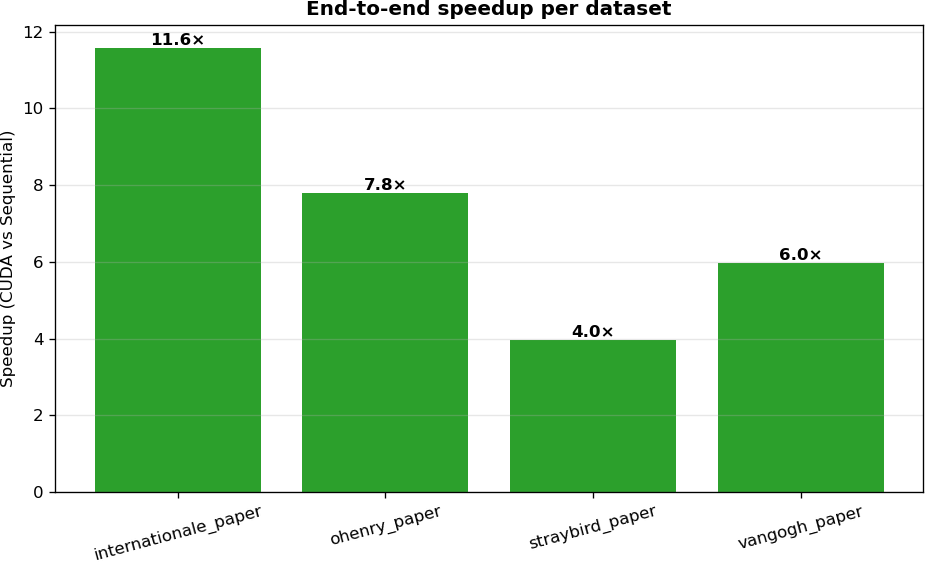 End-to-end speedup per dataset
Speedup (CUDA vs Sequential)
12
10
8
6
4
2
0
11.6×
7.8×
4.0×
6.0×
internationale_paper
ohenry_paper
straybird_paper
vangogh_paper